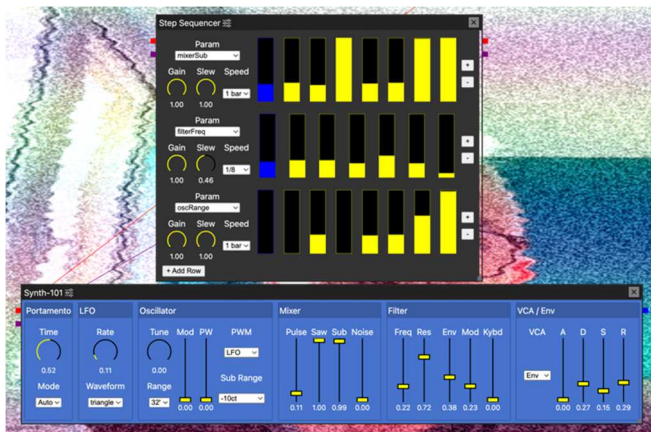 Step Sequencer
Param
mixerSub
Gain Slew Speed
1 bar
1.00 1.00
+
-
Param
filterFreq
Gain Slew Speed
1/8
1.00 0.46
+
-
Param
oscRange
Gain Slew Speed
1 bar
1.00 1.00
+
-
+ Add Row
Synth-101
Portamento
Time
0.52
Mode
Auto
LFO
Rate
0.11
Waveform
triangle
Oscillator
Tune Mod PW
0.00
Range
32'
0.00 0.00
PWM
LFO
Sub Range
-10ct
Mixer
Pulse Saw Sub Noise
0.11 1.00 0.99 0.00
Filter
Freq Res Env Mod Kybd
0.22 0.72 0.38 0.23 0.00
VCA / Env
VCA A D S R
Env
0.00 0.27 0.15 0.29